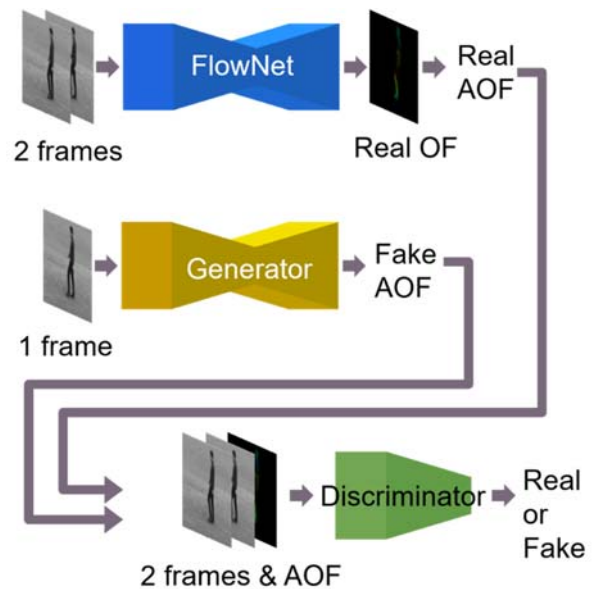 FlowNet
Real
AOF
2 frames
Real OF
Generator
Fake
AOF
1 frame
Discriminator
Real
or
Fake
2 frames & AOF